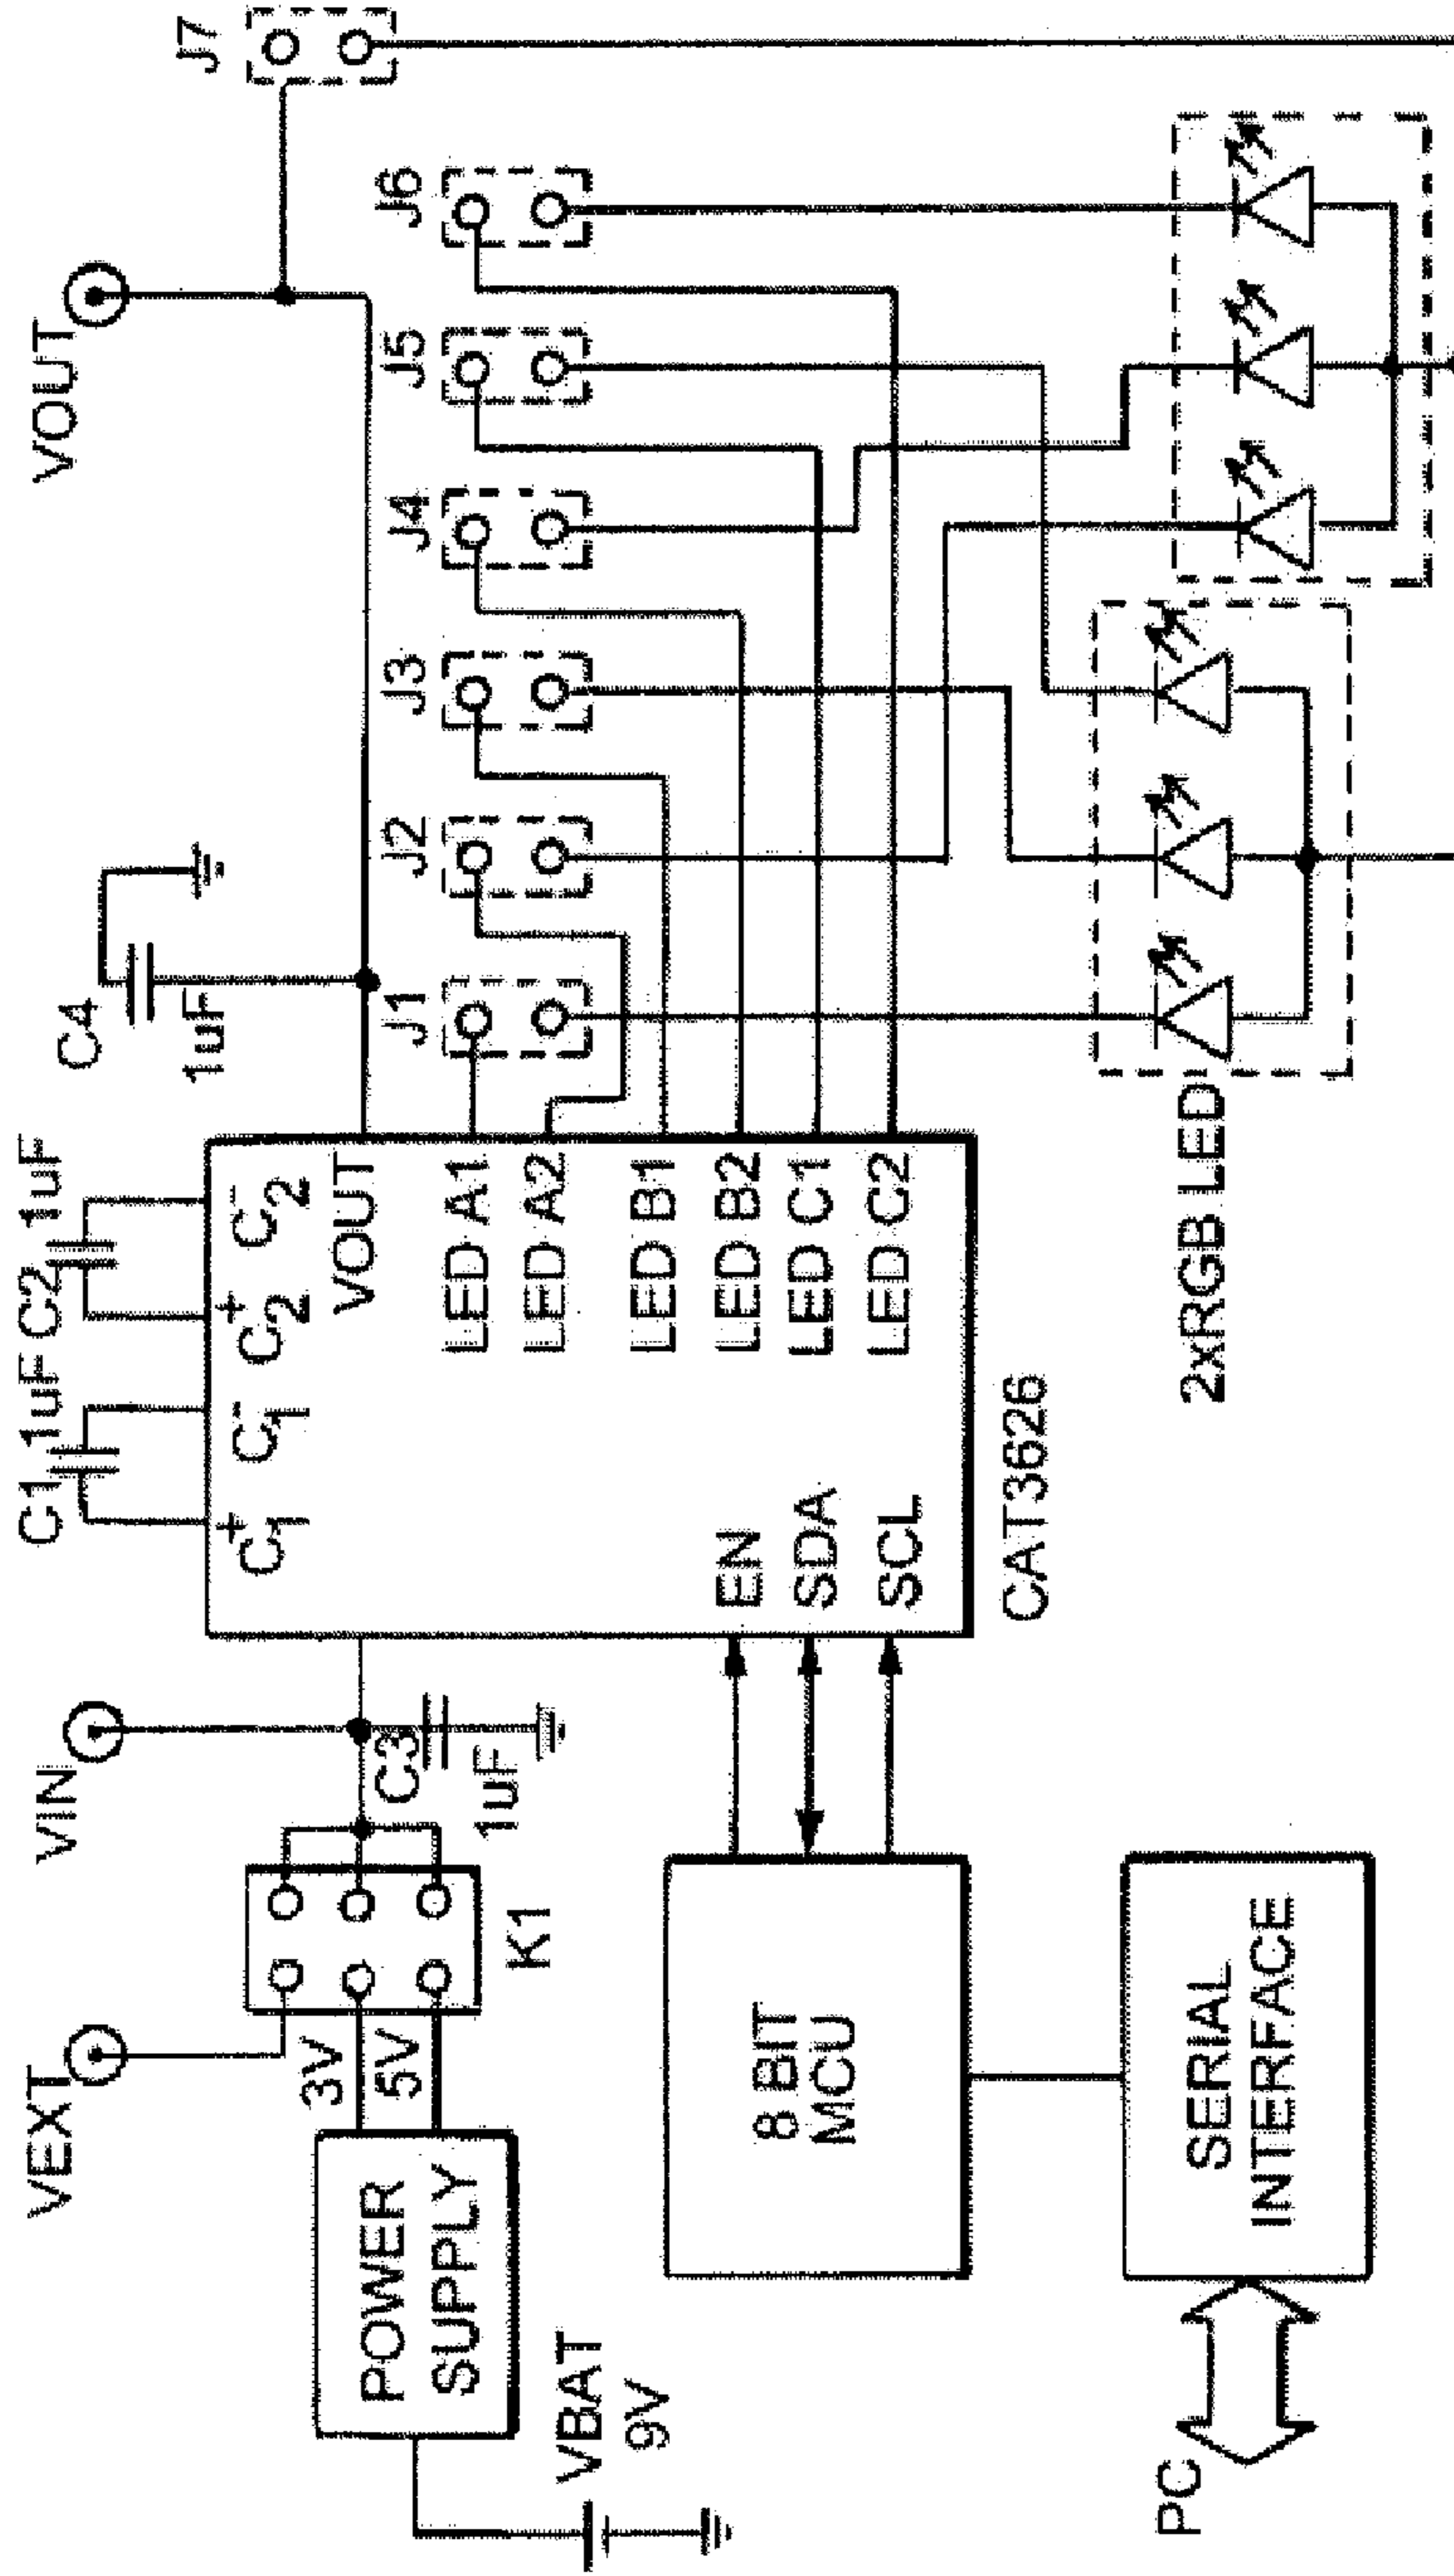 VEXT
VIN
C1 1uF C2 1uF
C4
1uF
VOUT
J7
POWER
SUPPLY
3V
5V
K1
C3
1uF
VBAT
9V
C1+
C1-
C2+
C2-
VOUT
LED A1
LED A2
LED B1
LED B2
LED C1
LED C2
EN
SDA
SCL
CAT3626
J1
J2
J3
J4
J5
J6
8 BIT
MCU
SERIAL
INTERFACE
PC
2xRGB LED